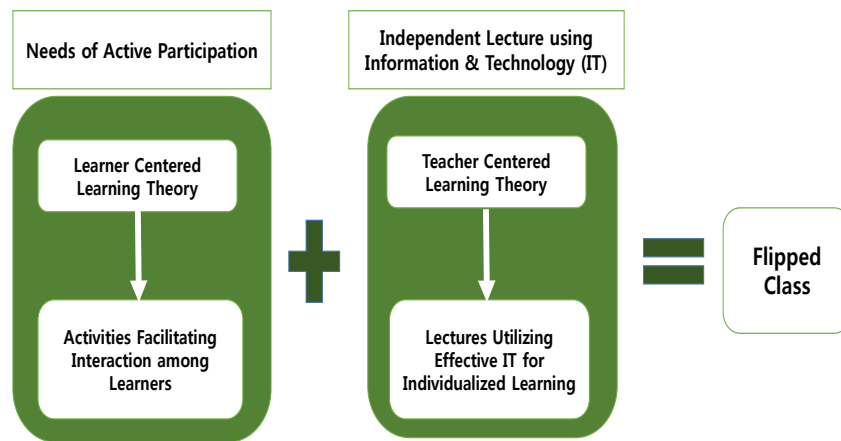 Needs of Active Participation
Independent Lecture using
Information & Technology (IT)
Learner Centered
Learning Theory
Teacher Centered
Learning Theory
Activities Facilitating
Interaction among
Learners
Lectures Utilizing
Effective IT for
Individualized Learning
Flipped
Class